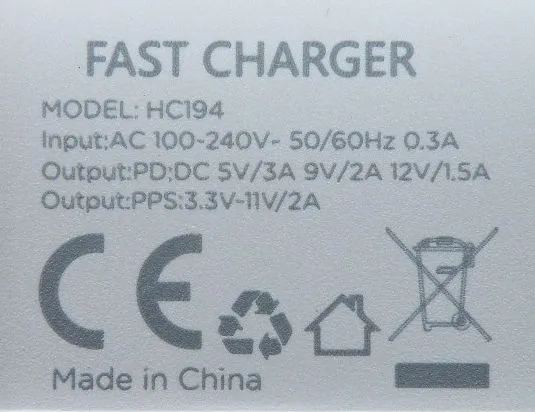 FAST CHARGER
MODEL: HC194
Input:AC 100-240V~ 50/60Hz 0.3A
Output:PD:DC 5V/3A 9V/2A 12V/1.5A
Output:PPS:3.3V-11V/2A
CE
Made in China